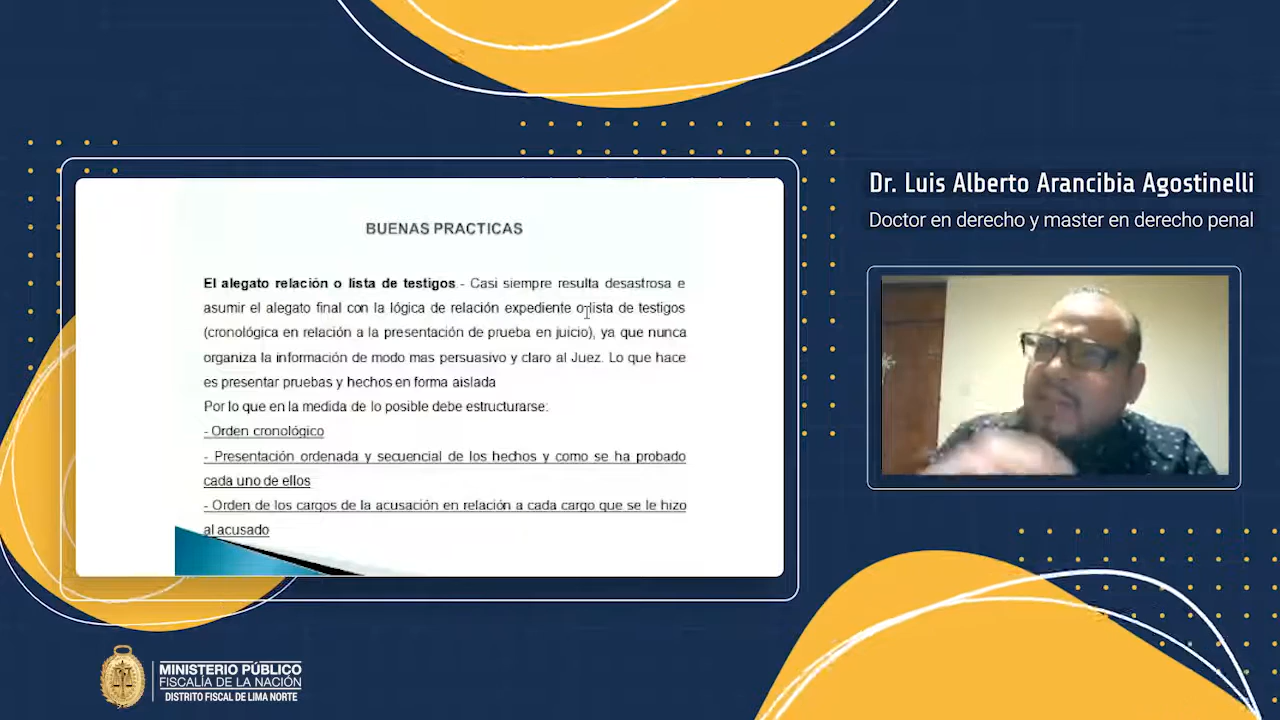 Dr. Luis Alberto Arancibia Agostinelli
Doctor en derecho y master en derecho penal
BUENAS PRACTICAS
El alegato relación o lista de testigos.- Casi siempre resulta desastrosa e
asumir el alegato final con la lógica de relación expediente o lista de testigos
(cronológica en relación a la presentación de prueba en juicio), ya que nunca
organiza la información de modo mas persuasivo y claro al Juez. Lo que hace
es presentar pruebas y hechos en forma aislada
Por lo que en la medida de lo posible debe estructurarse:
- Orden cronológico
- Presentación ordenada y secuencial de los hechos y como se ha probado
cada uno de ellos
- Orden de los cargos de la acusación en relación a cada cargo que se le hizo
al acusado
MINISTERIO PÚBLICO
FISCALÍA DE LA NACIÓN
DISTRITO FISCAL DE LIMA NORTE